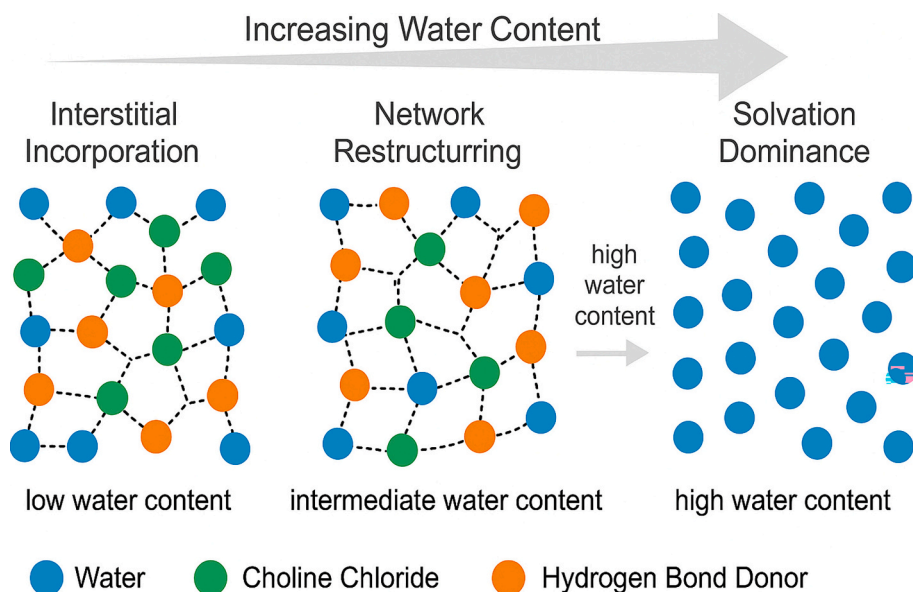 Increasing Water Content
Interstitial
Incorporation
Network
Restructurring
Solvation
Dominance
high
water
content
low water content
intermediate water content
high water content
Water
Choline Chloride
Hydrogen Bond Donor